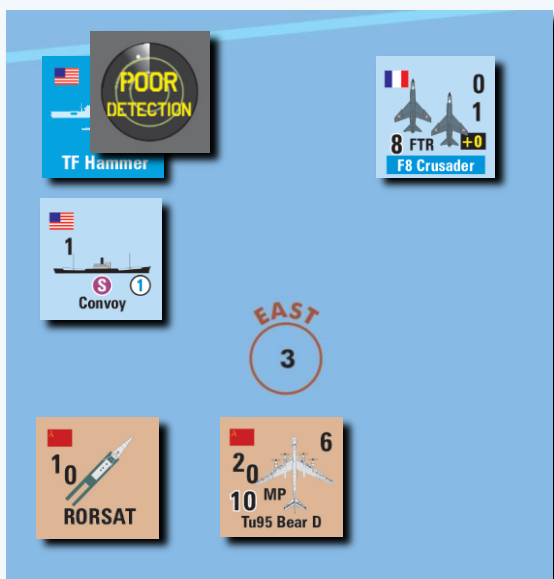 POOR
DETECTION
TF Hammer
0
1
8 FTR +0
F8 Crusader
1
S 1
Convoy
EAST
3
1 0
RORSAT
2 0 6
10 MP
Tu95 Bear D